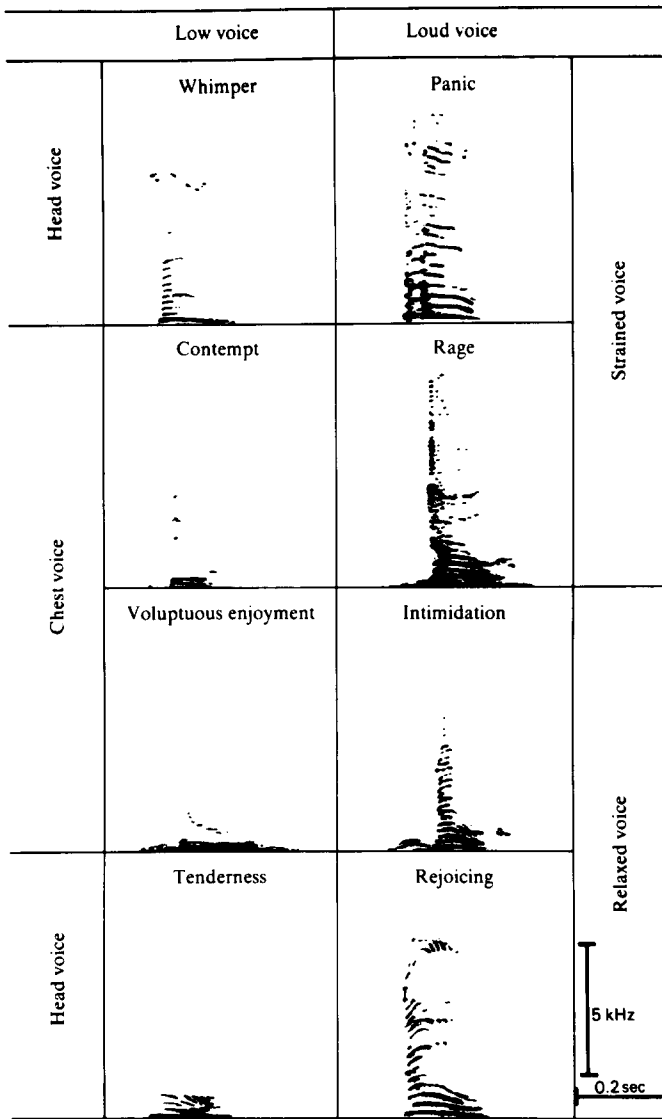 Low voice
Loud voice
Whimper
Panic
Head voice
Strained voice
Contempt
Rage
Chest voice
Voluptuous enjoyment
Intimidation
Relaxed voice
Tenderness
Rejoicing
Head voice
5 kHz
0.2 sec